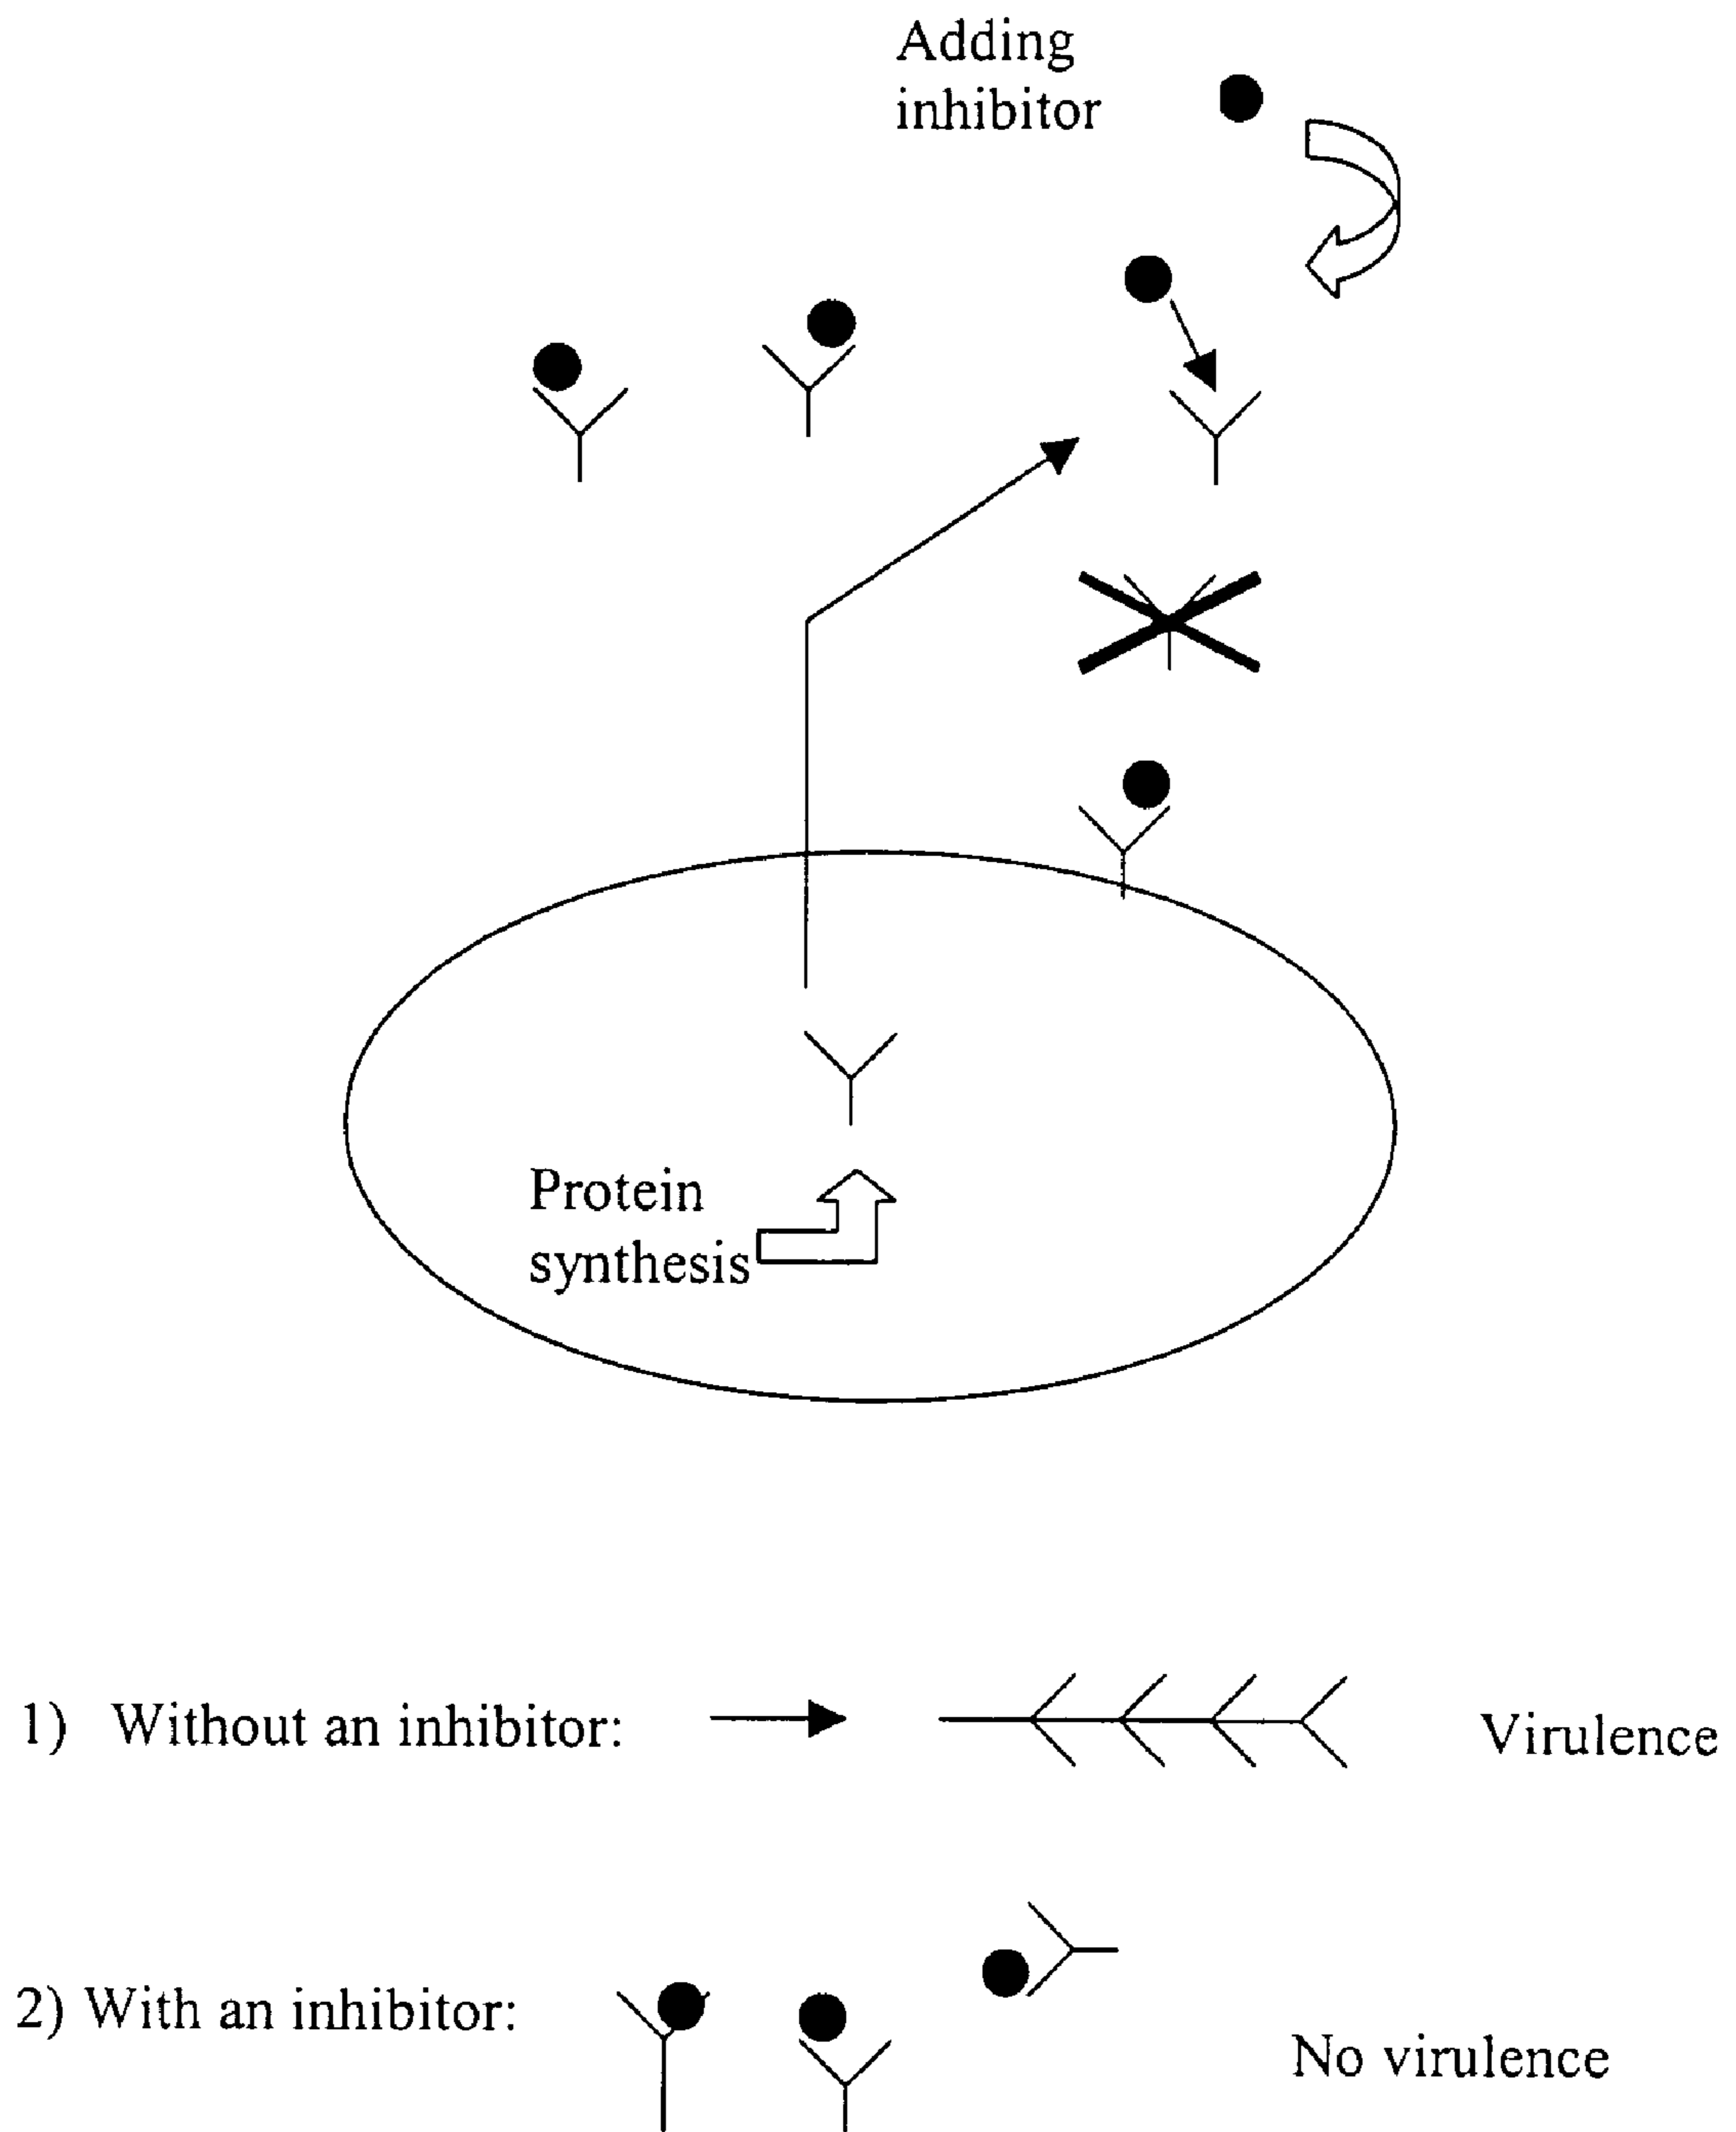 Adding
inhibitor
Protein
synthesis
1) Without an inhibitor:
Virulence
2) With an inhibitor:
No virulence